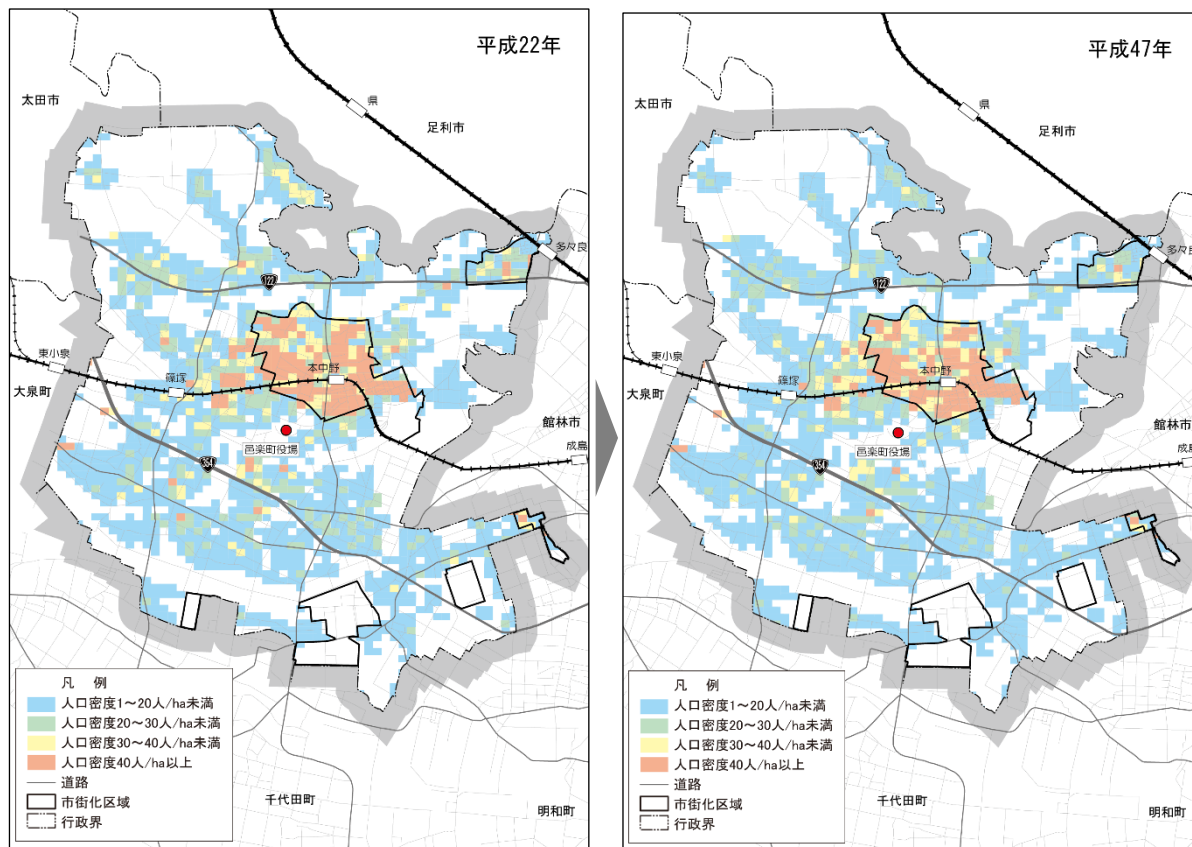 平成22年
太田市
県
足利市
多々良
122
東小泉
篠塚
本中野
大泉町
館林市
邑楽町役場
成島
354
凡 例
人口密度1～20人/ha未満
人口密度20～30人/ha未満
人口密度30～40人/ha未満
人口密度40人/ha以上
道路
市街化区域
行政界
千代田町
明和町
平成47年
太田市
県
足利市
多々良
122
東小泉
篠塚
本中野
大泉町
館林市
邑楽町役場
成島
354
凡 例
人口密度1～20人/ha未満
人口密度20～30人/ha未満
人口密度30～40人/ha未満
人口密度40人/ha以上
道路
市街化区域
行政界
千代田町
明和町